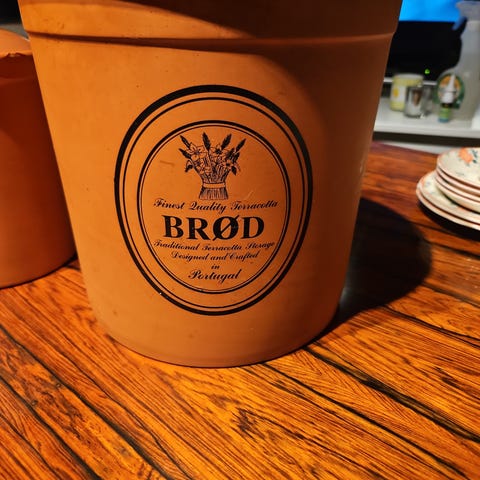 Finest Quality Terracotta
BRØD
Traditional Terracotta Storage
Designed and Crafted
in
Portugal